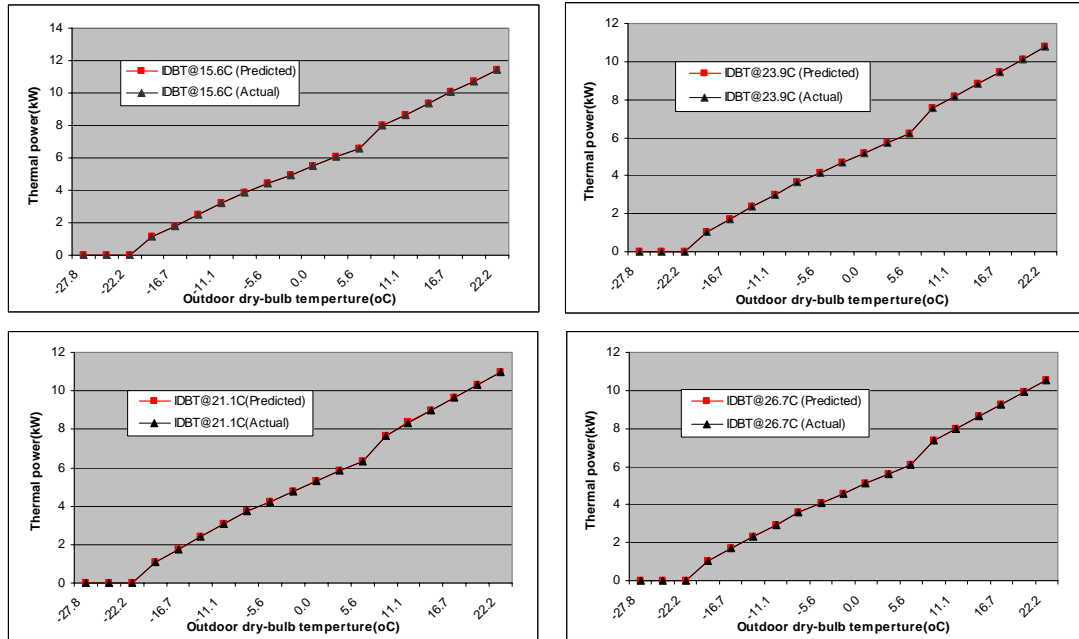 14
12
10
8
6
4
2
0
Thermal power(kW)
IDBT@15.6C (Predicted)
IDBT@15.6C (Actual)
-27.8 -22.2 -16.7 -11.1 -5.6 0.0 5.6 11.1 16.7 22.2
Outdoor dry-bulb temperture(oC)
12
10
8
6
4
2
0
Thermal power(kW)
IDBT@23.9C (Predicted)
IDBT@23.9C (Actual)
-27.8 -22.2 -16.7 -11.1 -5.6 0.0 5.6 11.1 16.7 22.2
Outdoor dry-bulb temperture(oC)
12
10
8
6
4
2
0
Thermal power(kW)
IDBT@21.1C(Predicted)
IDBT@21.1C(Actual)
-27.8 -22.2 -16.7 -11.1 -5.6 0.0 5.6 11.1 16.7 22.2
Outdoor dry-bulb temperture(oC)
12
10
8
6
4
2
0
Thermal power(kW)
IDBT@26.7C (Predicted)
IDBT@26.7C (Actual)
-27.8 -22.2 -16.7 -11.1 -5.6 0.0 5.6 11.1 16.7 22.2
Outdoor dry-bulb temperture(oC)